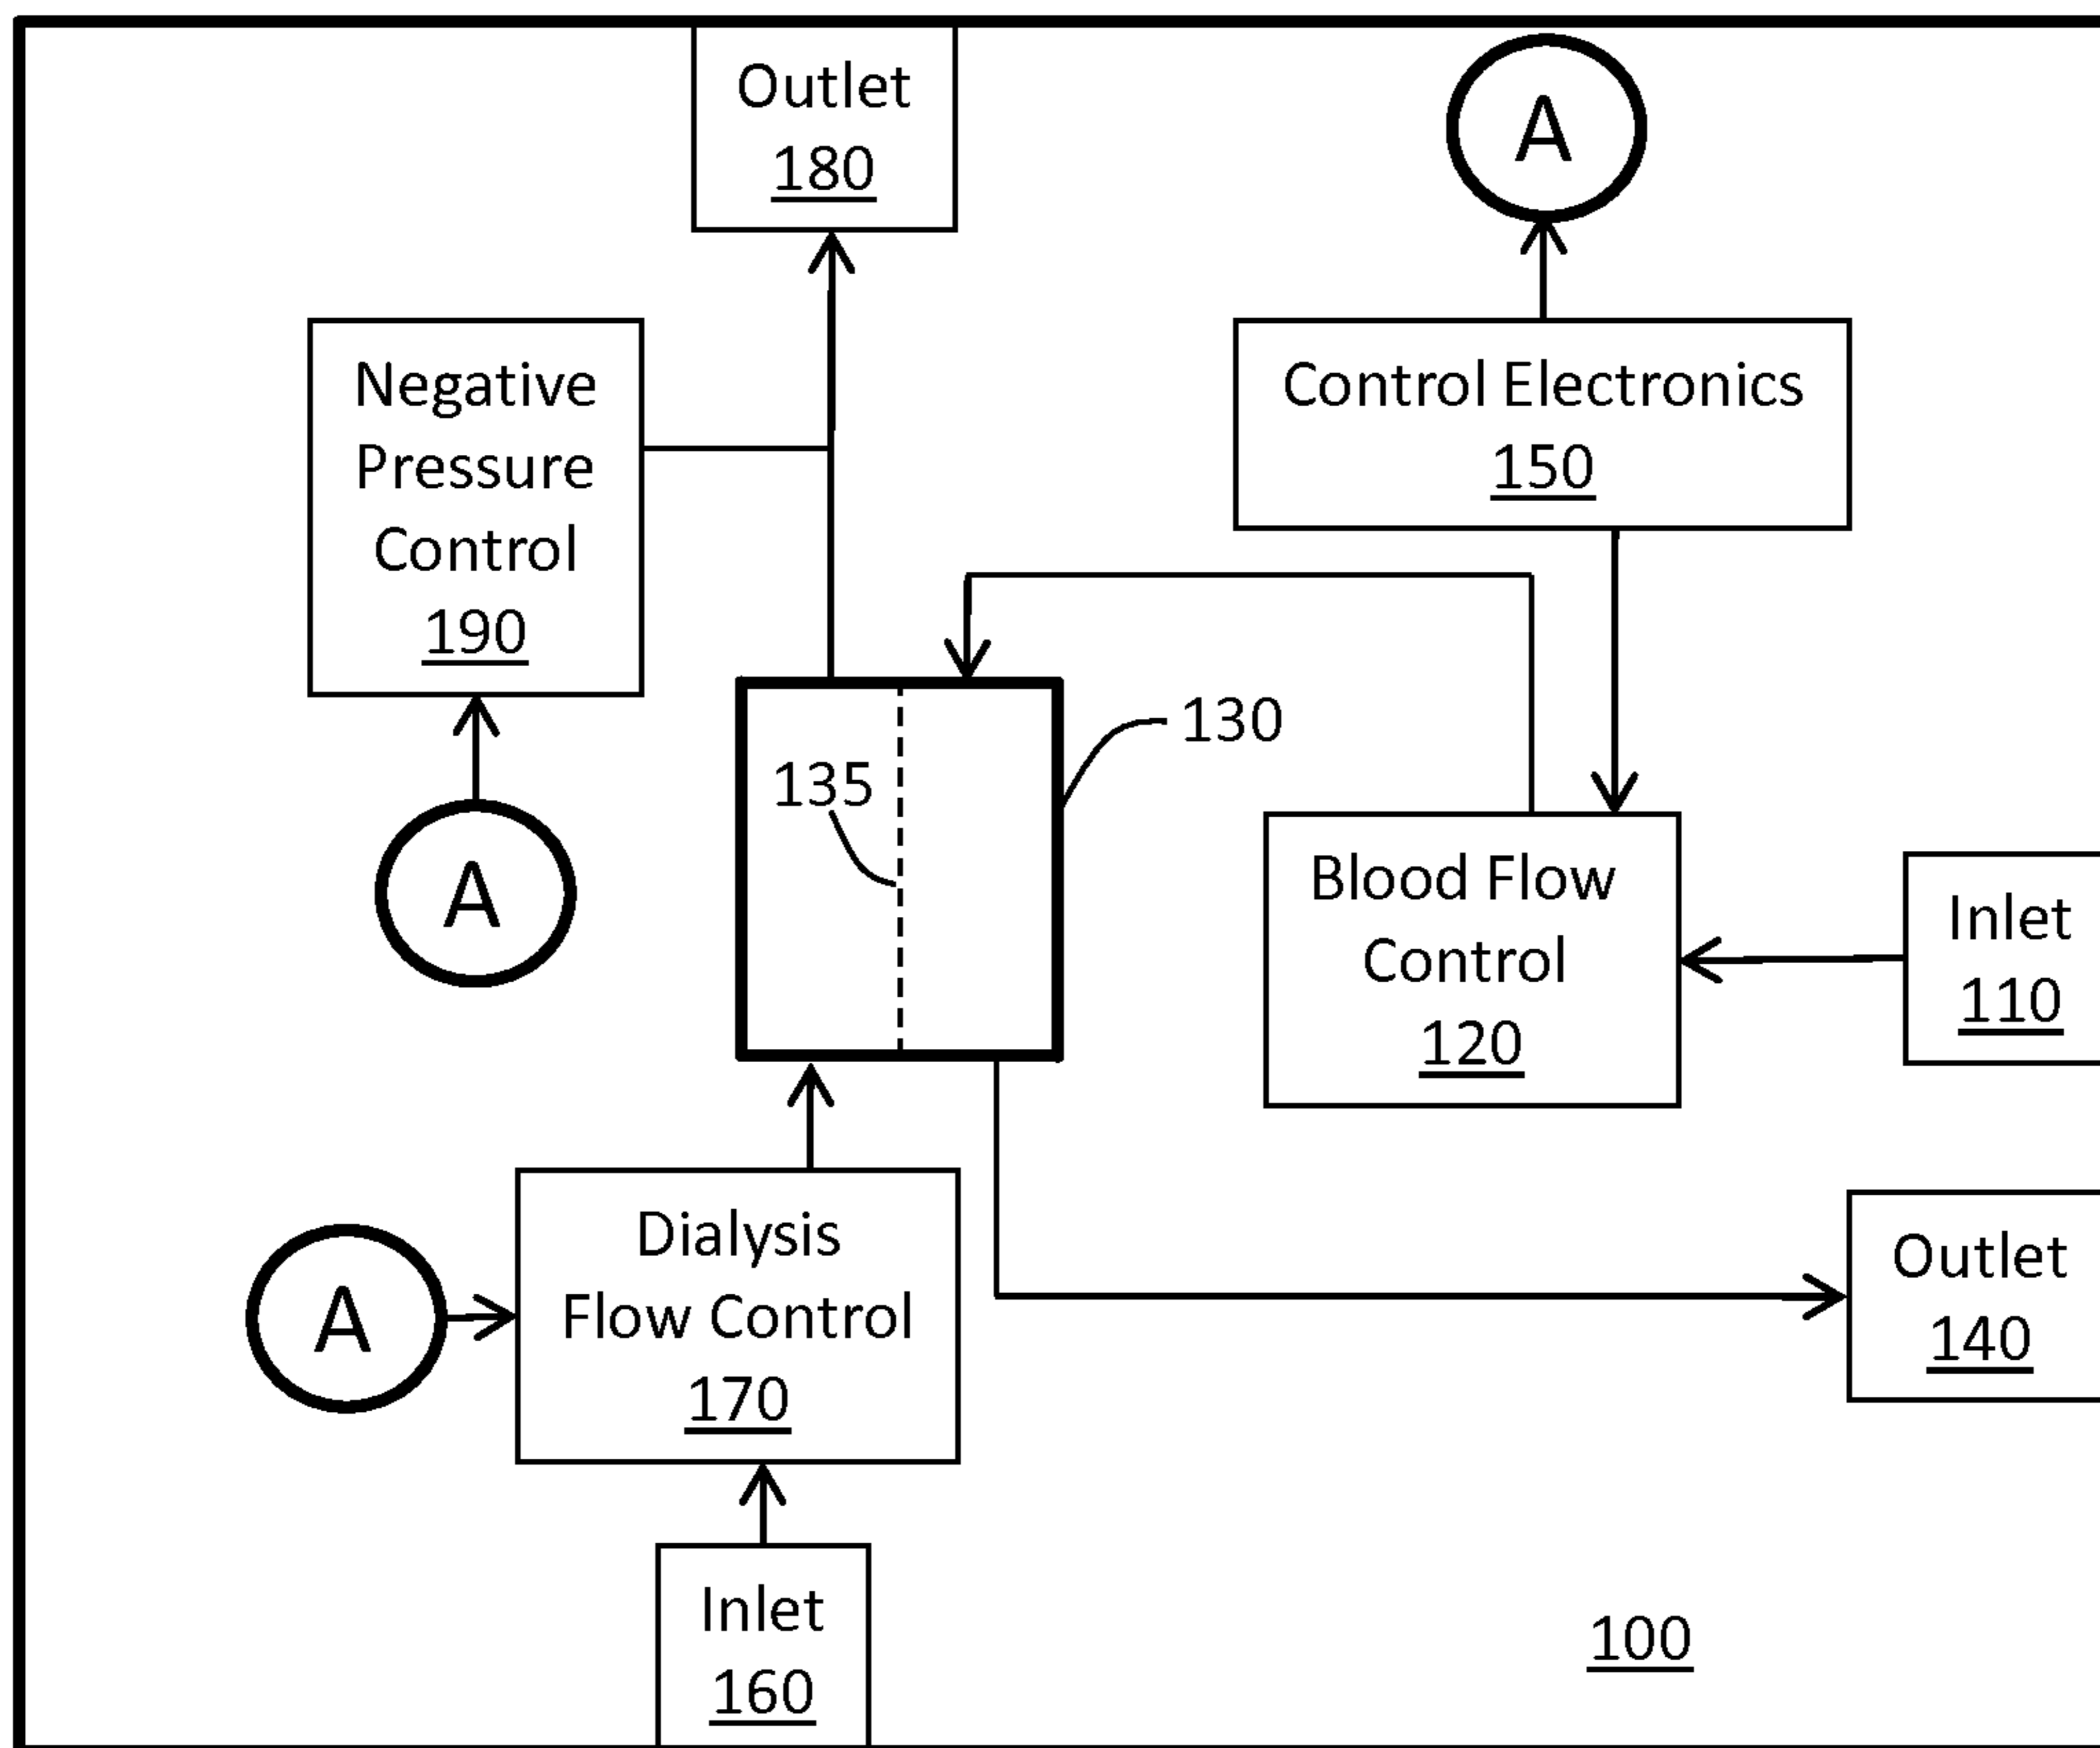 Outlet
180
A
Negative
Pressure
Control
190
Control Electronics
150
130
135
A
Blood Flow
Control
120
Inlet
110
Dialysis
Flow Control
170
A
Outlet
140
Inlet
160
100